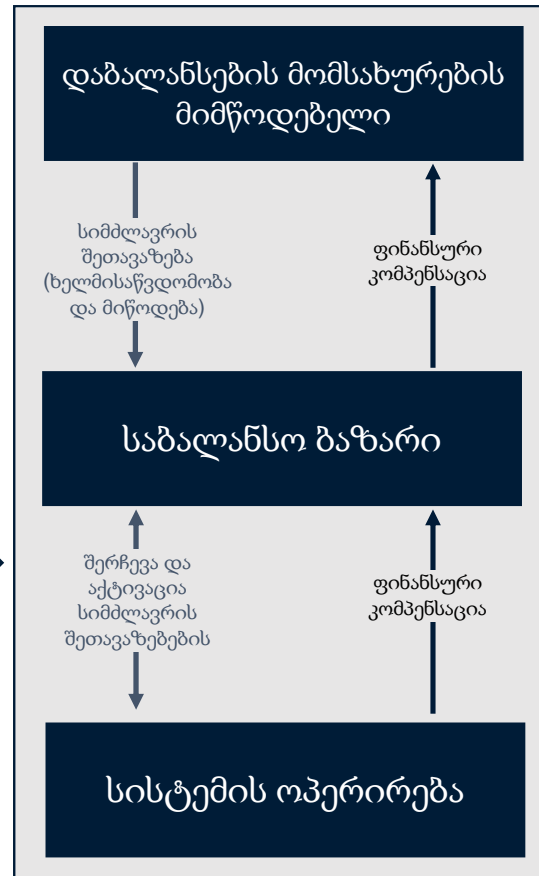 დაბალანსების მომსახურების
მიმწოდებელი
სიმძლავრის
შეთავაზება
(ხელმისაწვდომობა
და მიწოდება)
ფინანსური
კომპენსაცია
საბალანსო ბაზარი
შერჩევა და
აქტივაცია
სიმძლავრის
შეთავაზებების
ფინანსური
კომპენსაცია
სისტემის ოპერირება